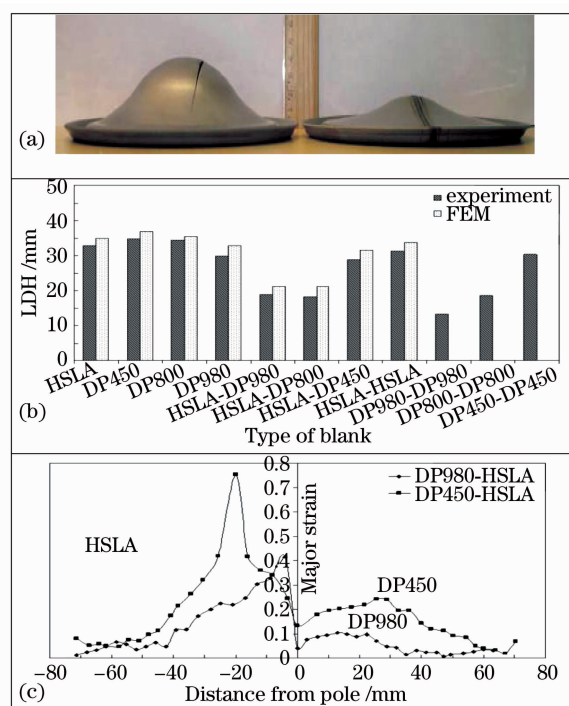 (a)
50
40
30
20
10
0
LDH /mm
experiment
FEM
HSLA
DP450
DP800
DP980
HSLA-DP980
HSLA-DP800
HSLA-DP450
HSLA-HSLA
DP980-DP980
DP800-DP800
DP450-DP450
(b)
Type of blank
0.8
0.7
0.6
0.5
0.4
0.3
0.2
0.1
0
Major strain
DP980-HSLA
DP450-HSLA
HSLA
DP450
DP980
−80 −60 −40 −20 0 20 40 60 80
(c)
Distance from pole /mm